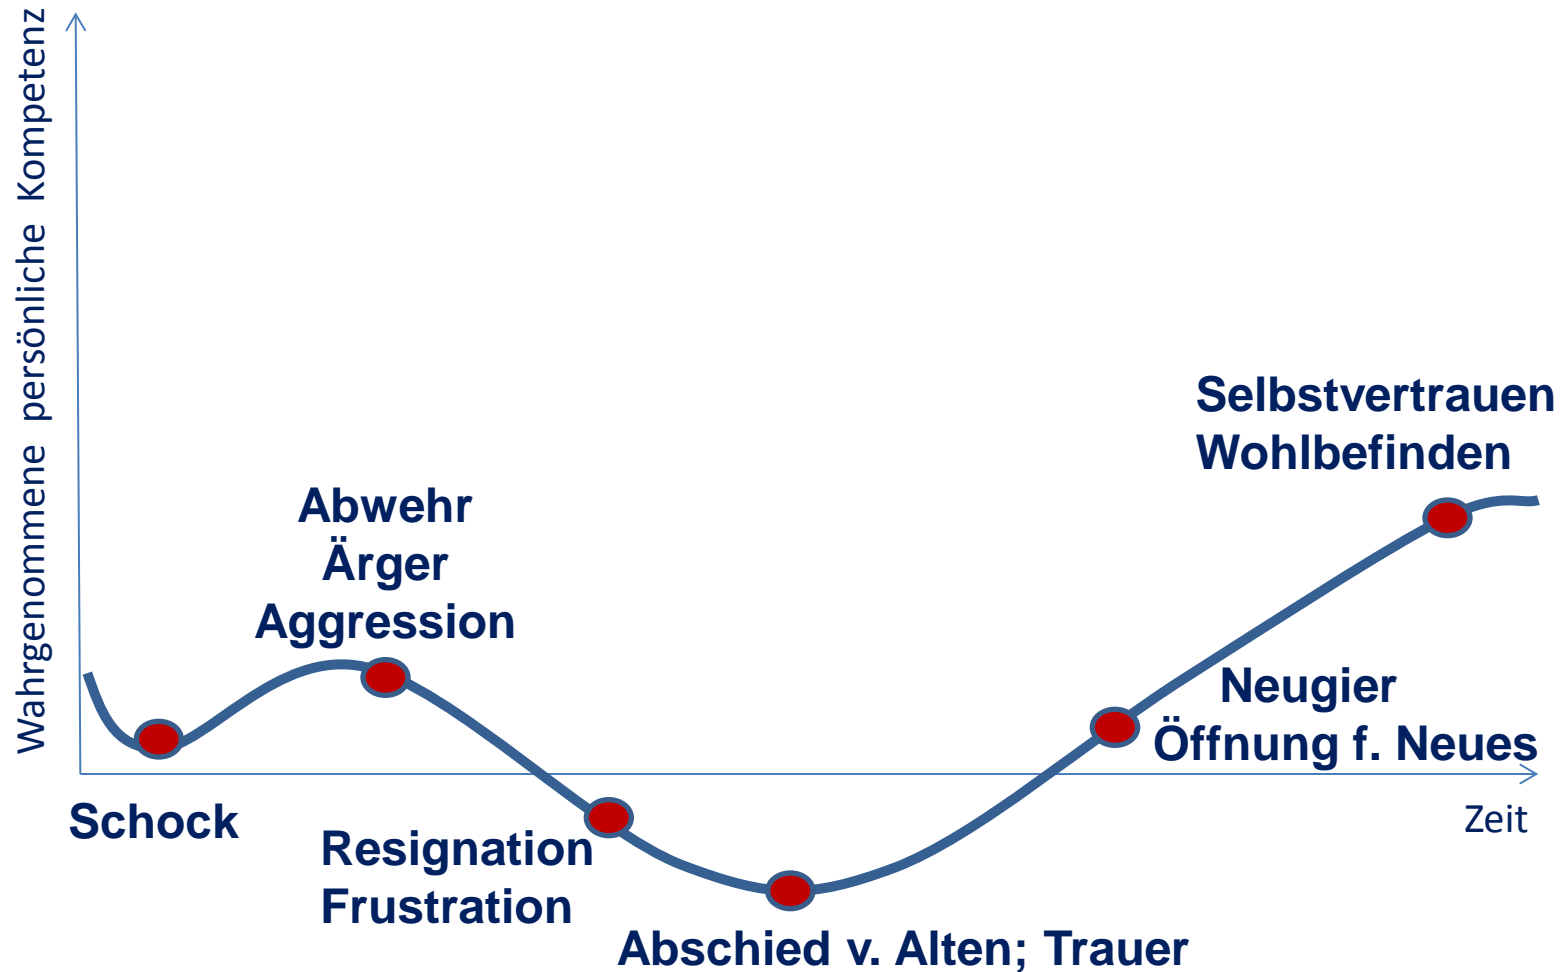 Wahrgenommene persönliche Kompetenz
Selbstvertrauen
Wohlbefinden
Abwehr
Ärger
Aggression
Neugier
Öffnung f. Neues
Schock
Zeit
Resignation
Frustration
Abschied v. Alten; Trauer